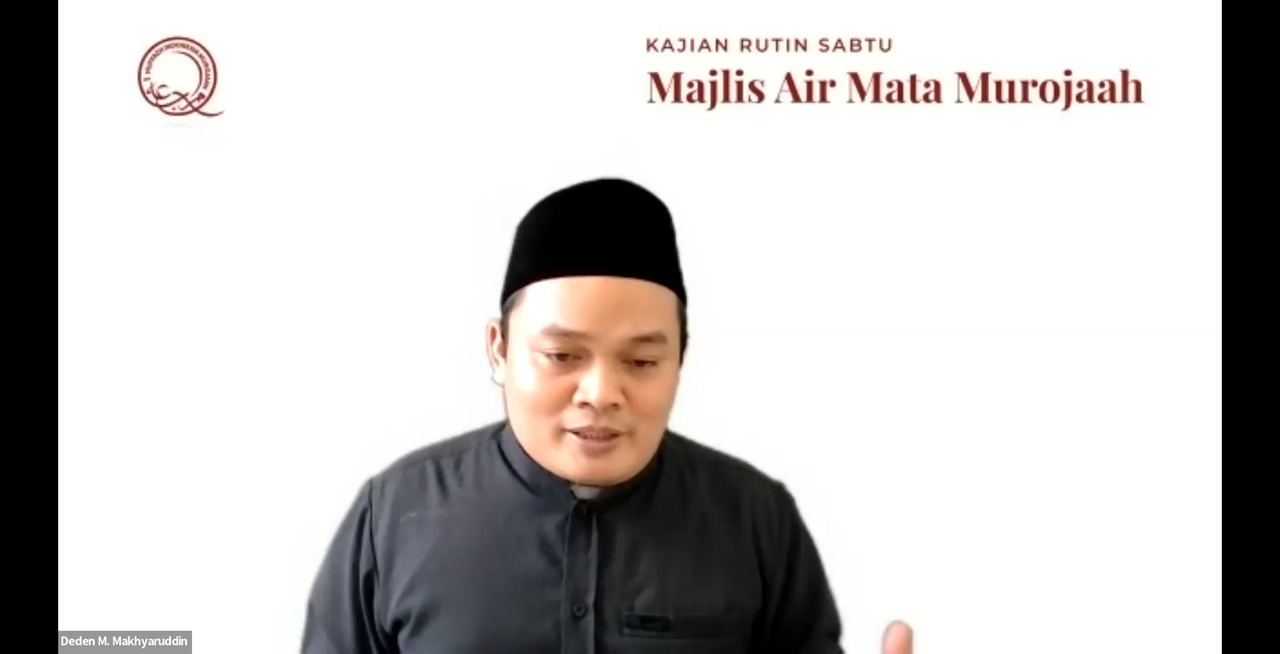 KAJIAN RUTIN SABTU
Majlis Air Mata Murojaah
Deden M. Makhyaruddin